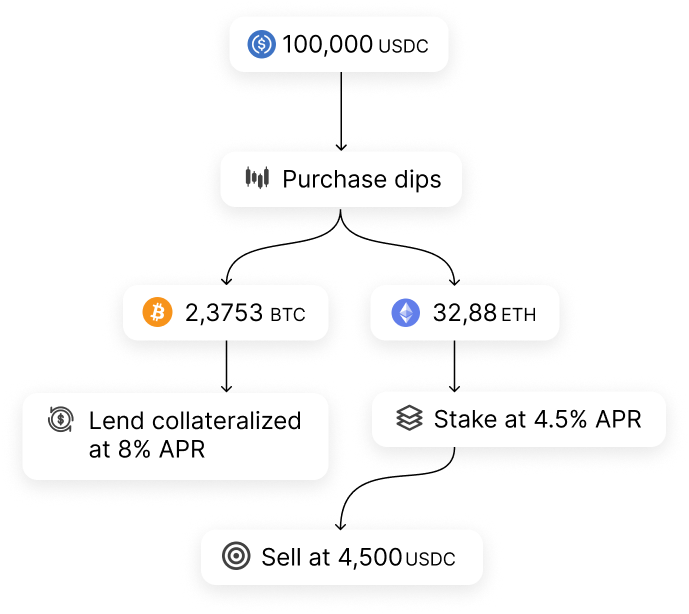 100,000 USDC
Purchase dips
2,3753 BTC
32,88 ETH
Lend collateralized
at 8% APR
Stake at 4.5% APR
Sell at 4,500 USDC